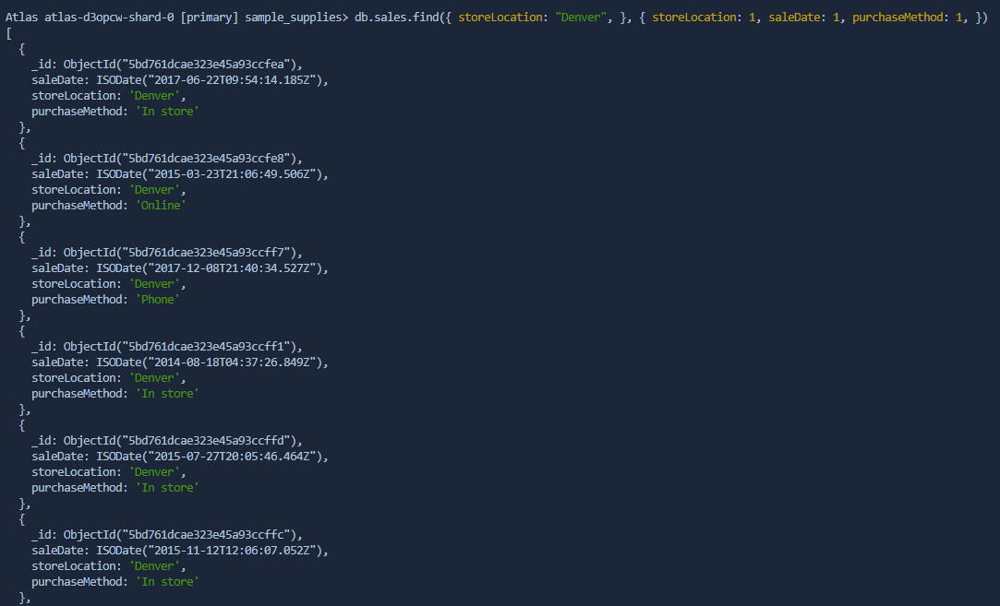 Atlas atlas-d3opcw-shard-0 [primary] sample_supplies> db.sales.find({ storeLocation: "Denver", }, { storeLocation: 1, saleDate: 1, purchaseMethod: 1, })
[
  {
    _id: ObjectId("5bd761dcae323e45a93ccfea"),
    saleDate: ISODate("2017-06-22T09:54:14.185Z"),
    storeLocation: 'Denver',
    purchaseMethod: 'In store'
  },
  {
    _id: ObjectId("5bd761dcae323e45a93ccfe8"),
    saleDate: ISODate("2015-03-23T21:06:49.506Z"),
    storeLocation: 'Denver',
    purchaseMethod: 'Online'
  },
  {
    _id: ObjectId("5bd761dcae323e45a93ccff7"),
    saleDate: ISODate("2017-12-08T21:40:34.527Z"),
    storeLocation: 'Denver',
    purchaseMethod: 'Phone'
  },
  {
    _id: ObjectId("5bd761dcae323e45a93ccff1"),
    saleDate: ISODate("2014-08-18T04:37:26.849Z"),
    storeLocation: 'Denver',
    purchaseMethod: 'In store'
  },
  {
    _id: ObjectId("5bd761dcae323e45a93ccffd"),
    saleDate: ISODate("2015-07-27T20:05:46.464Z"),
    storeLocation: 'Denver',
    purchaseMethod: 'In store'
  },
  {
    _id: ObjectId("5bd761dcae323e45a93ccffc"),
    saleDate: ISODate("2015-11-12T12:06:07.052Z"),
    storeLocation: 'Denver',
    purchaseMethod: 'In store'
  },